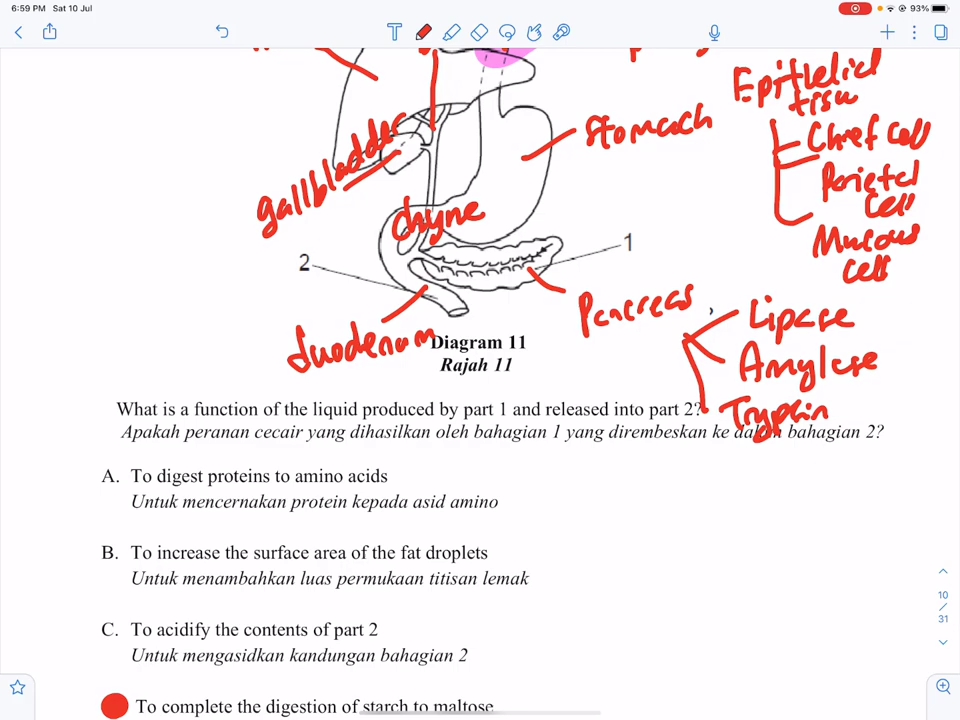 6:59 PM Sat 10 Jul
93%
Epithelial
tissu
Chief cell
Parietal
cell
Mucous
cell
Stomach
gallbladder
chyme
1
2
Pancreas
Lipase
Amylase
Trypsin
duodenum
Diagram 11
Rajah 11
What is a function of the liquid produced by part 1 and released into part 2?
Apakah peranan cecair yang dihasilkan oleh bahagian 1 yang dirembeskan ke dalam bahagian 2?
A. To digest proteins to amino acids
Untuk mencernakan protein kepada asid amino
B. To increase the surface area of the fat droplets
Untuk menambahkan luas permukaan titisan lemak
C. To acidify the contents of part 2
Untuk mengasidkan kandungan bahagian 2
To complete the digestion of starch to maltose
10
/
31